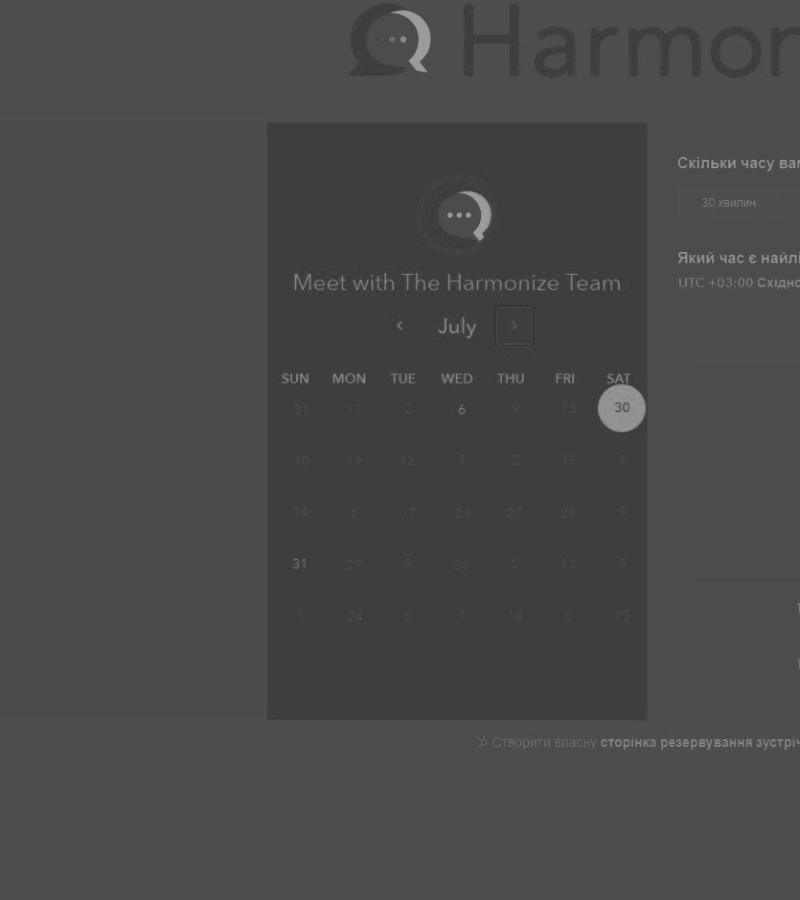 Harmon
Скільки часу вам
30 хвилин
Який час є найлі
Meet with The Harmonize Team
UTC +03:00 Східно
July
SUN MON TUE WED THU FRI SAT
31 11 2 6 9 13 30
10 19 12 7 2 15 7
14 6 17 24 27 25 9
31 27 9 26 2 12 9
1 24 6 1 14 6 13
Створити власну сторінка резервування зустріч